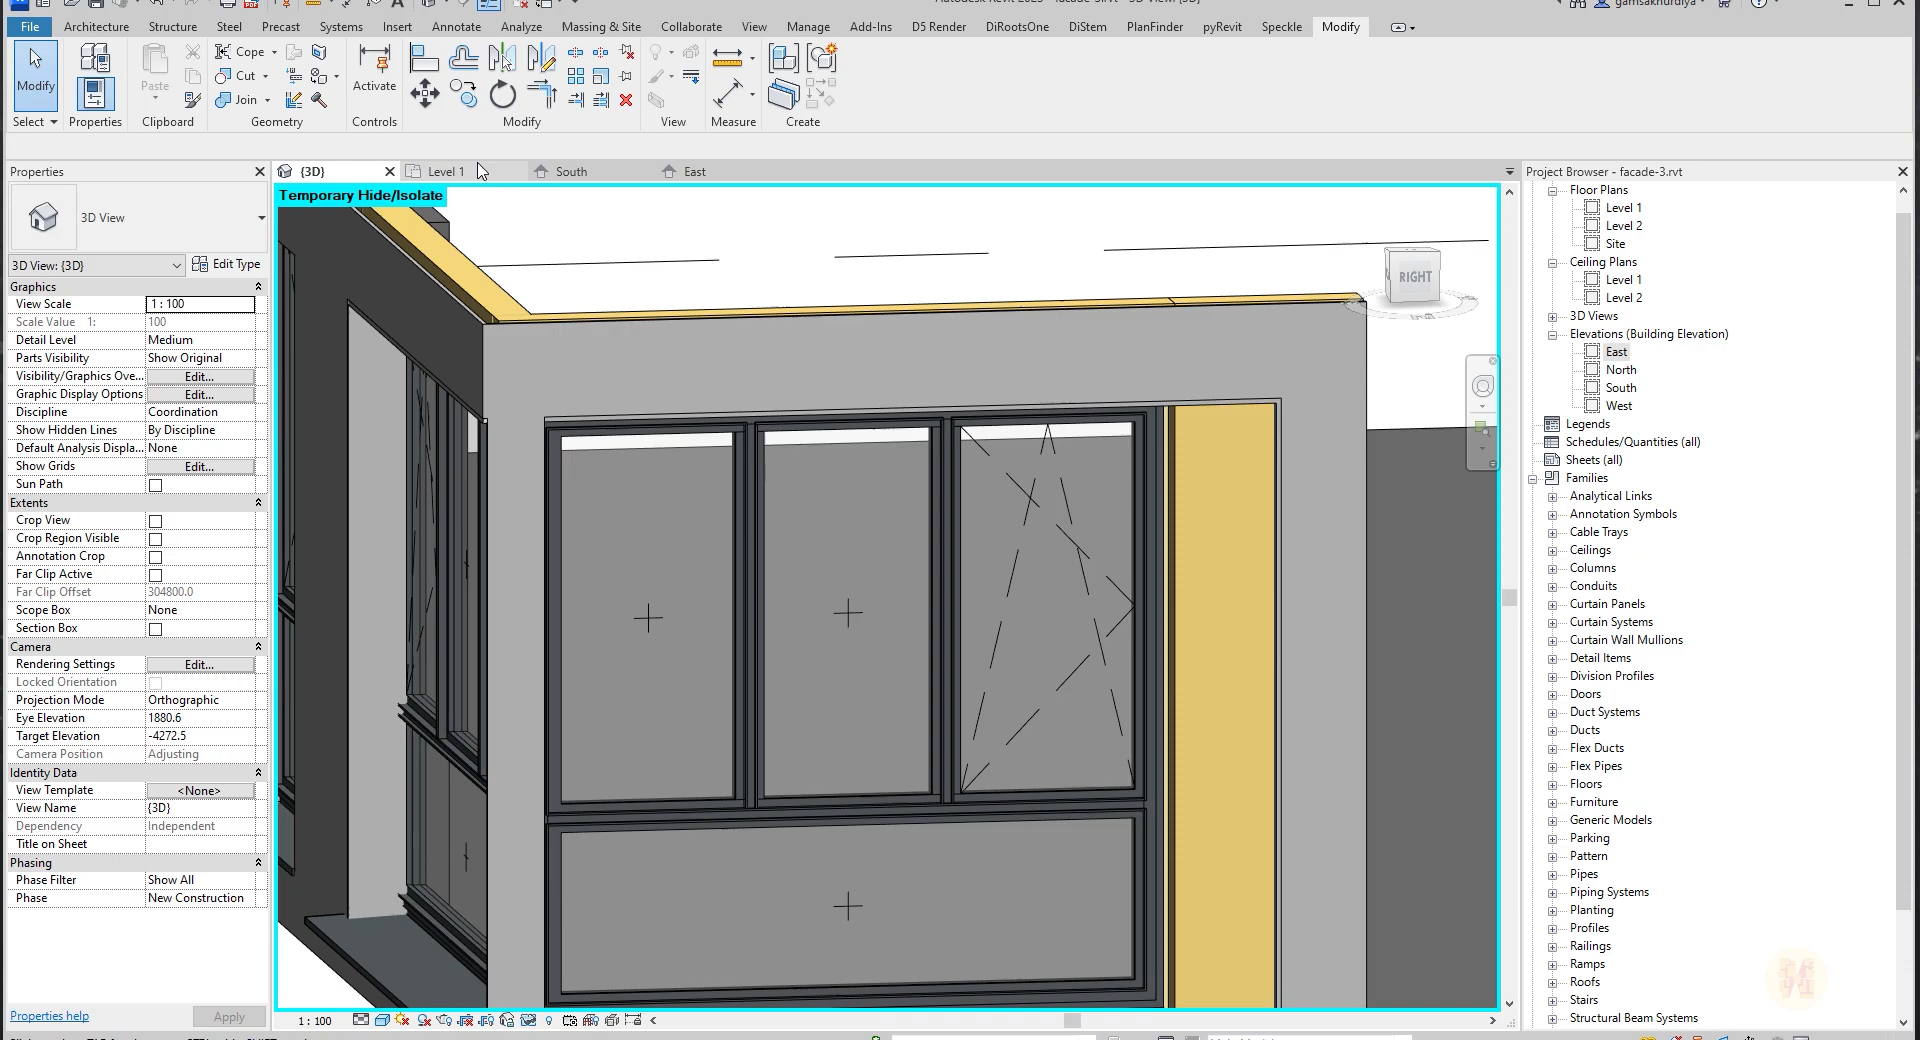 gamsakhurdiya
File
Architecture
Structure
Steel
Precast
Systems
Insert
Annotate
Analyze
Massing & Site
Collaborate
View
Manage
Add-Ins
D5 Render
DiRootsOne
DiStem
PlanFinder
pyRevit
Speckle
Modify
Modify
Cope
Cut
Join
Paste
Activate
Select
Properties
Clipboard
Geometry
Controls
Modify
View
Measure
Create
Properties
{3D}
Level 1
South
East
Project Browser - facade-3.rvt
Temporary Hide/Isolate
RIGHT
3D View
3D View: {3D}
Edit Type
Graphics
View Scale 1 : 100
Scale Value 1: 100
Detail Level Medium
Parts Visibility Show Original
Visibility/Graphics Ove... Edit...
Graphic Display Options Edit...
Discipline Coordination
Show Hidden Lines By Discipline
Default Analysis Displa... None
Show Grids Edit...
Sun Path
Extents
Crop View
Crop Region Visible
Annotation Crop
Far Clip Active
Far Clip Offset 304800.0
Scope Box None
Section Box
Camera
Rendering Settings Edit...
Locked Orientation
Projection Mode Orthographic
Eye Elevation 1880.6
Target Elevation -4272.5
Camera Position Adjusting
Identity Data
View Template <None>
View Name {3D}
Dependency Independent
Title on Sheet
Phasing
Phase Filter Show All
Phase New Construction
Properties help
Apply
1 : 100
Floor Plans
Level 1
Level 2
Site
Ceiling Plans
Level 1
Level 2
3D Views
Elevations (Building Elevation)
East
North
South
West
Legends
Schedules/Quantities (all)
Sheets (all)
Families
Analytical Links
Annotation Symbols
Cable Trays
Ceilings
Columns
Conduits
Curtain Panels
Curtain Systems
Curtain Wall Mullions
Detail Items
Division Profiles
Doors
Duct Systems
Ducts
Flex Ducts
Flex Pipes
Floors
Furniture
Generic Models
Parking
Pattern
Pipes
Piping Systems
Planting
Profiles
Railings
Ramps
Roofs
Stairs
Structural Beam Systems